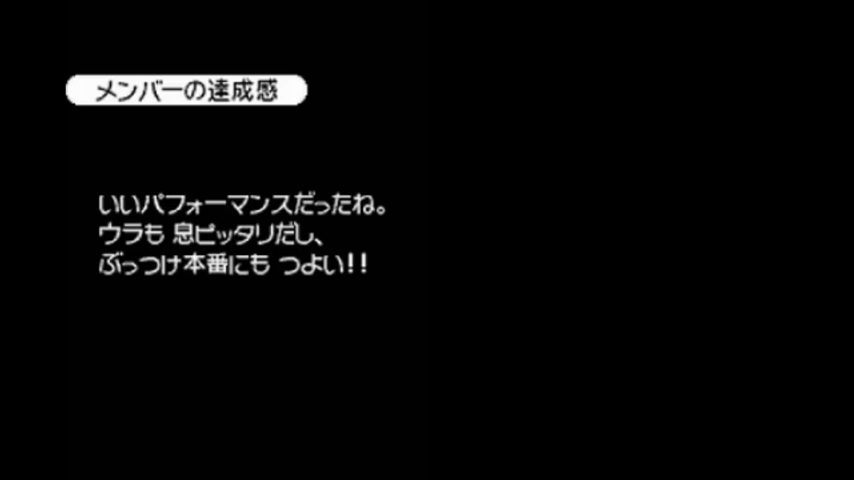 メンバーの達成感
いいパフォーマンスだったね。
ウラも 息ピッタリだし、
ぶっつけ本番にも つよい!!